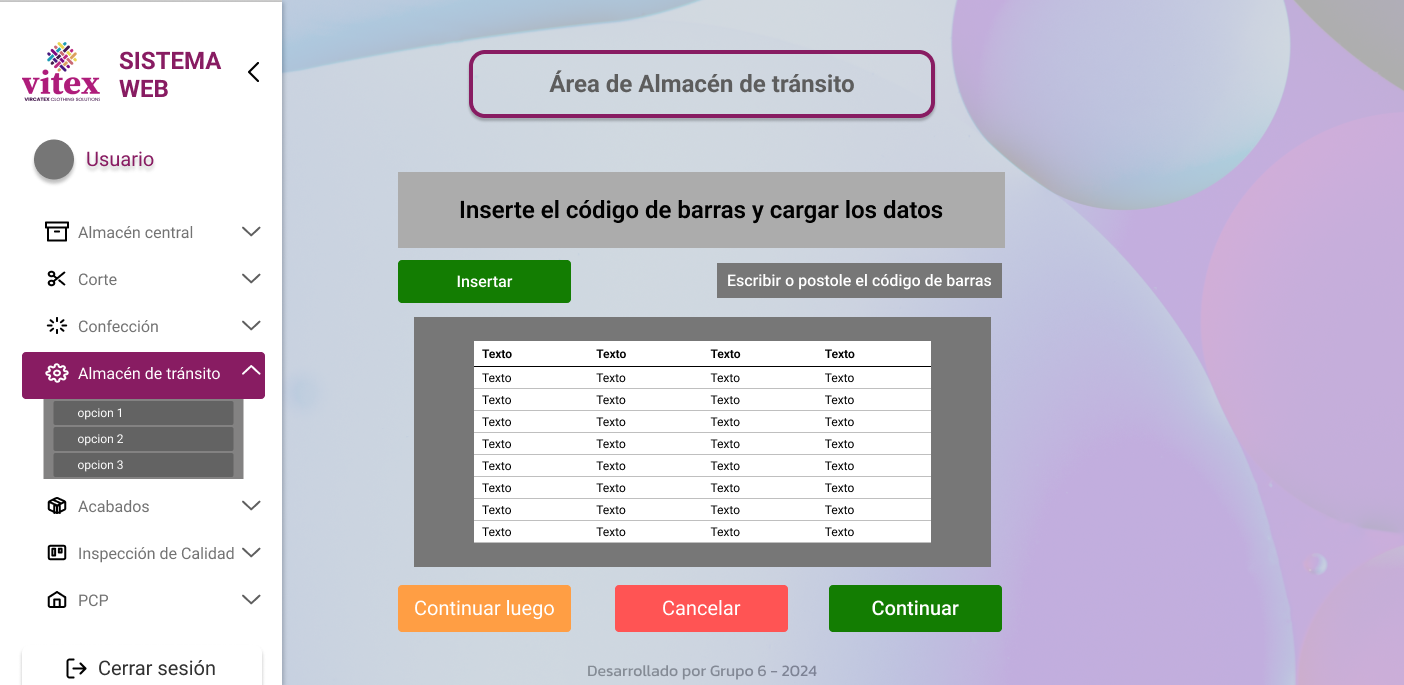 vitex
VIRCATEX CLOTHING SOLUTIONS
SISTEMA
WEB
Usuario
Almacén central
Corte
Confección
Almacén de tránsito
opcion 1
opcion 2
opcion 3
Acabados
Inspección de Calidad
PCP
Cerrar sesión
Área de Almacén de tránsito
Inserte el código de barras y cargar los datos
Insertar
Escribir o postole el código de barras
Texto Texto Texto Texto
Texto Texto Texto Texto
Texto Texto Texto Texto
Texto Texto Texto Texto
Texto Texto Texto Texto
Texto Texto Texto Texto
Texto Texto Texto Texto
Texto Texto Texto Texto
Texto Texto Texto Texto
Continuar luego
Cancelar
Continuar
Desarrollado por Grupo 6 - 2024